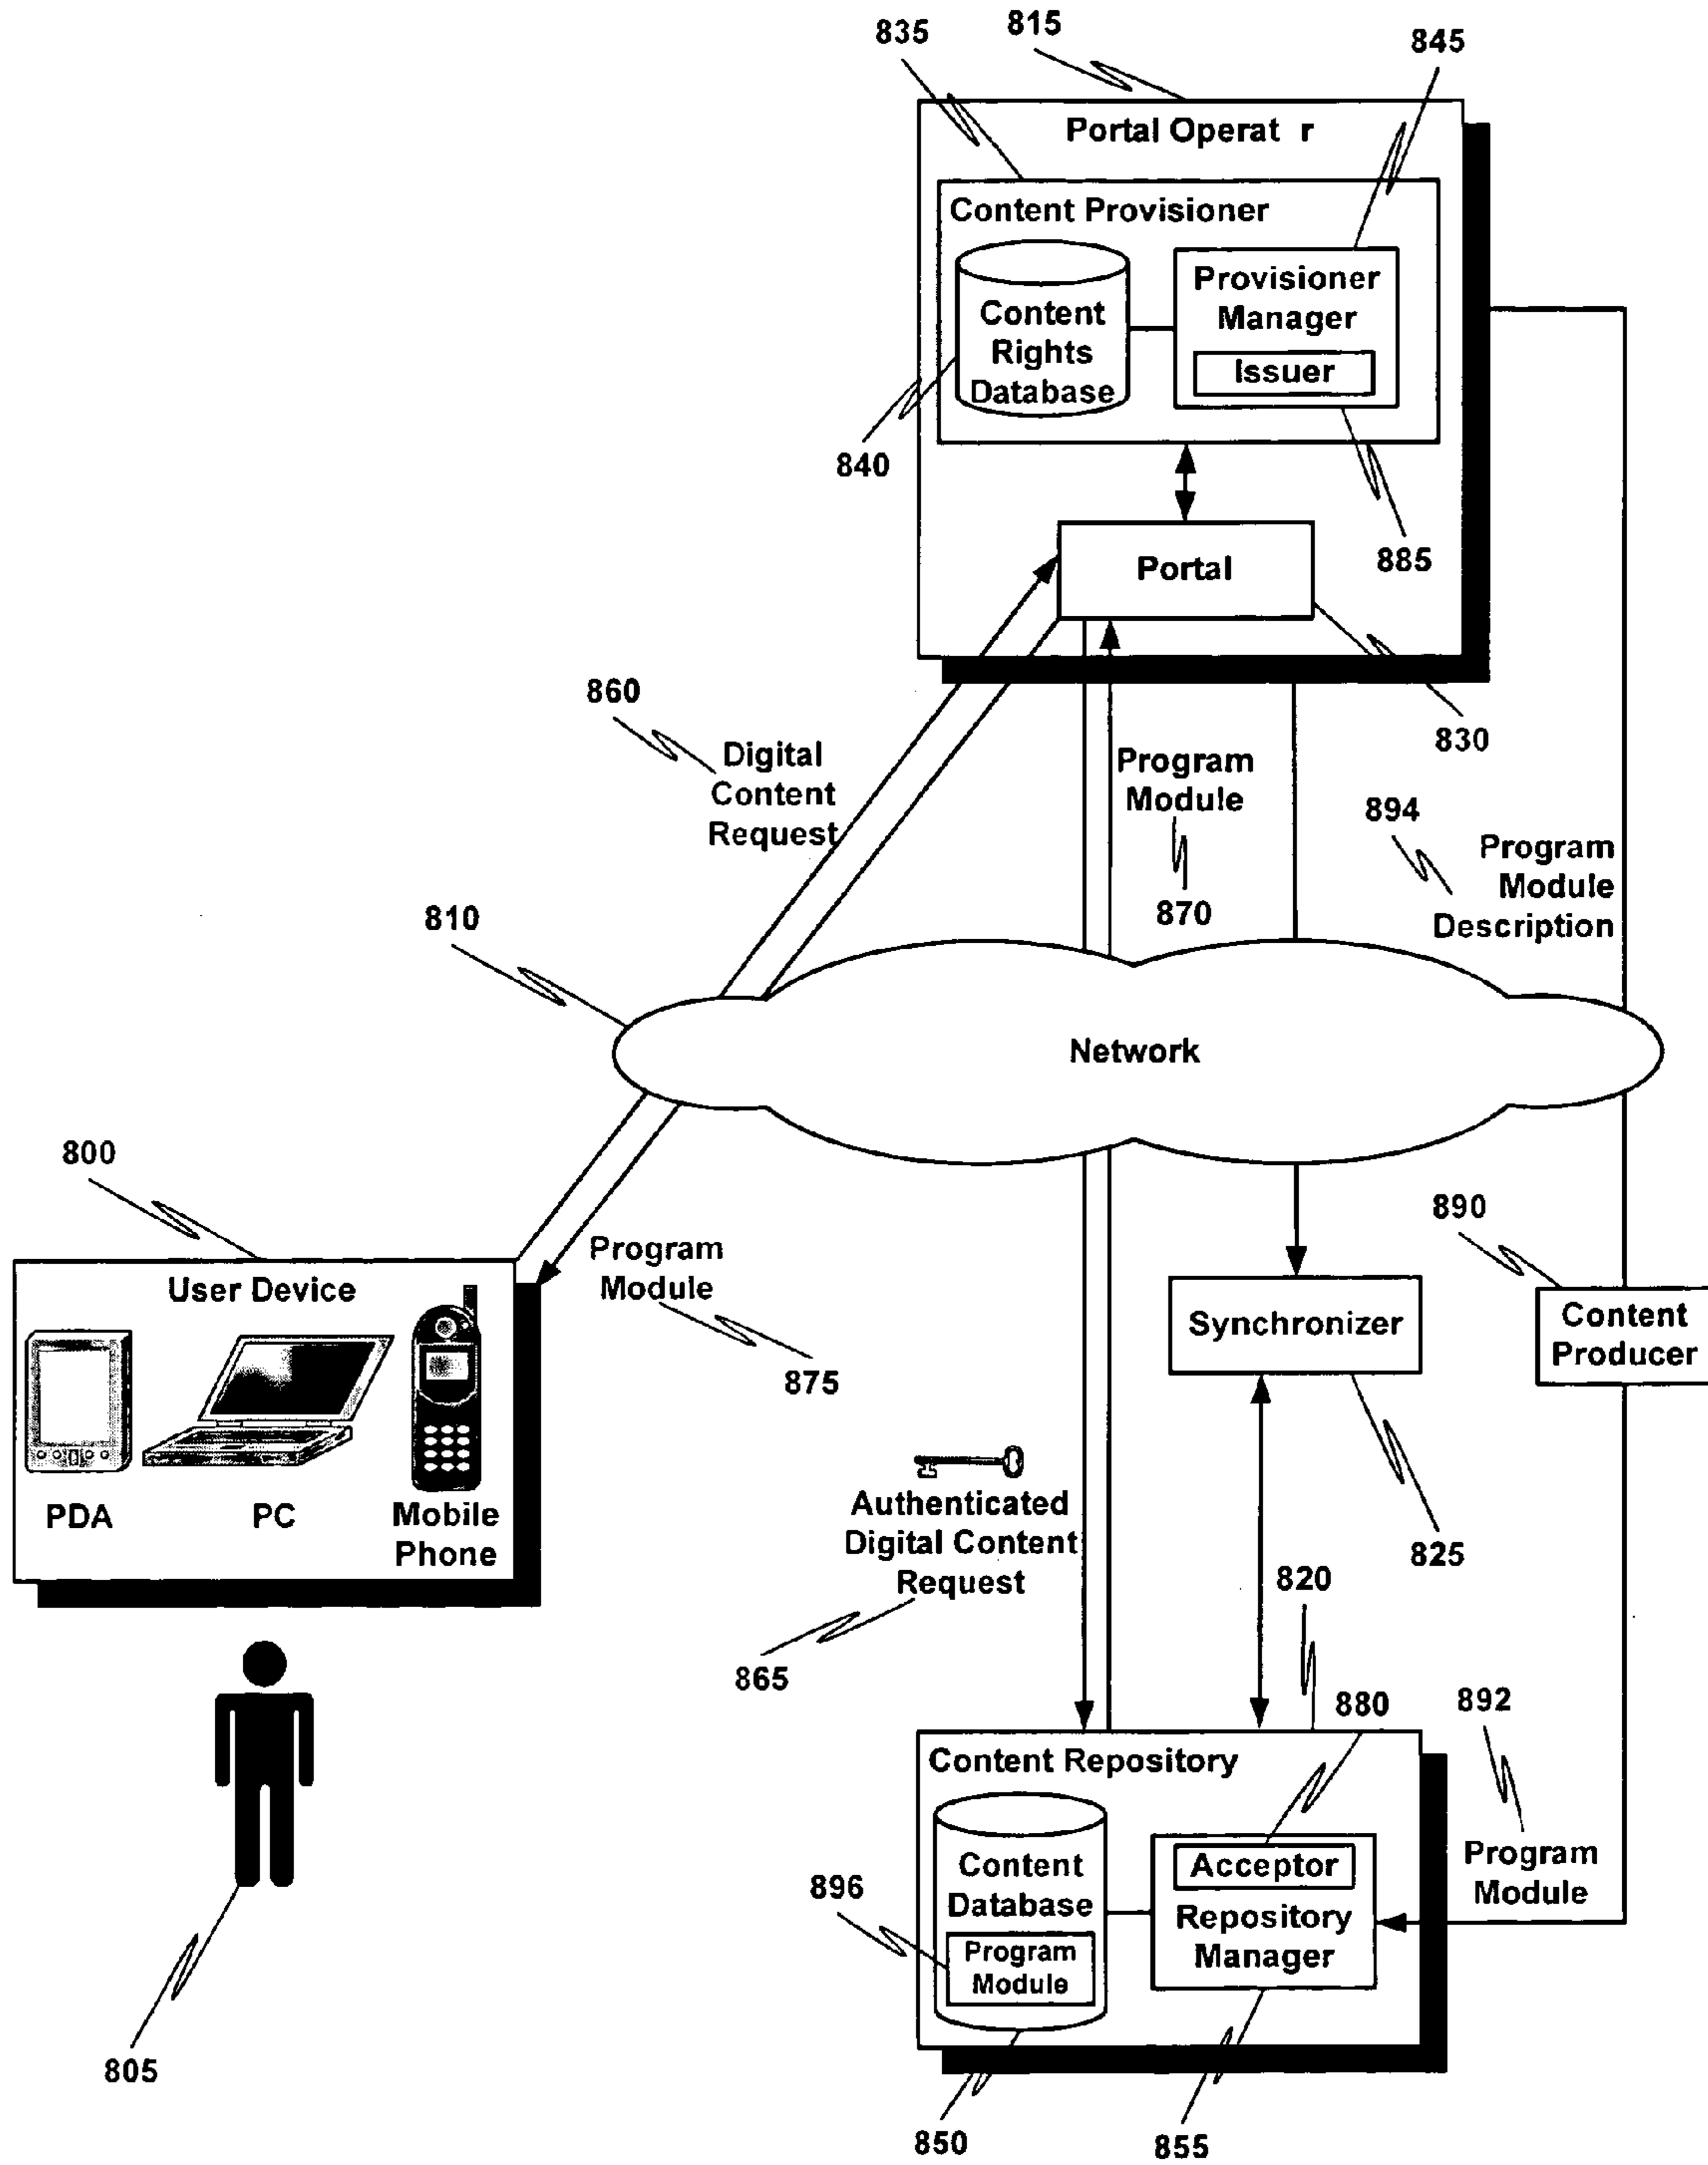 835
815
845
Portal Operat r
Content Provisioner
Content
Rights
Database
Provisioner
Manager
Issuer
840
885
Portal
830
860
Digital
Content
Request
Program
Module
870
894
Program
Module
Description
810
Network
800
User Device
PDA
PC
Mobile
Phone
Program
Module
875
890
Content
Producer
Synchronizer
825
Authenticated
Digital Content
Request
865
820
880
892
Program
Module
Content Repository
Content
Database
Program
Module
896
Acceptor
Repository
Manager
805
850
855